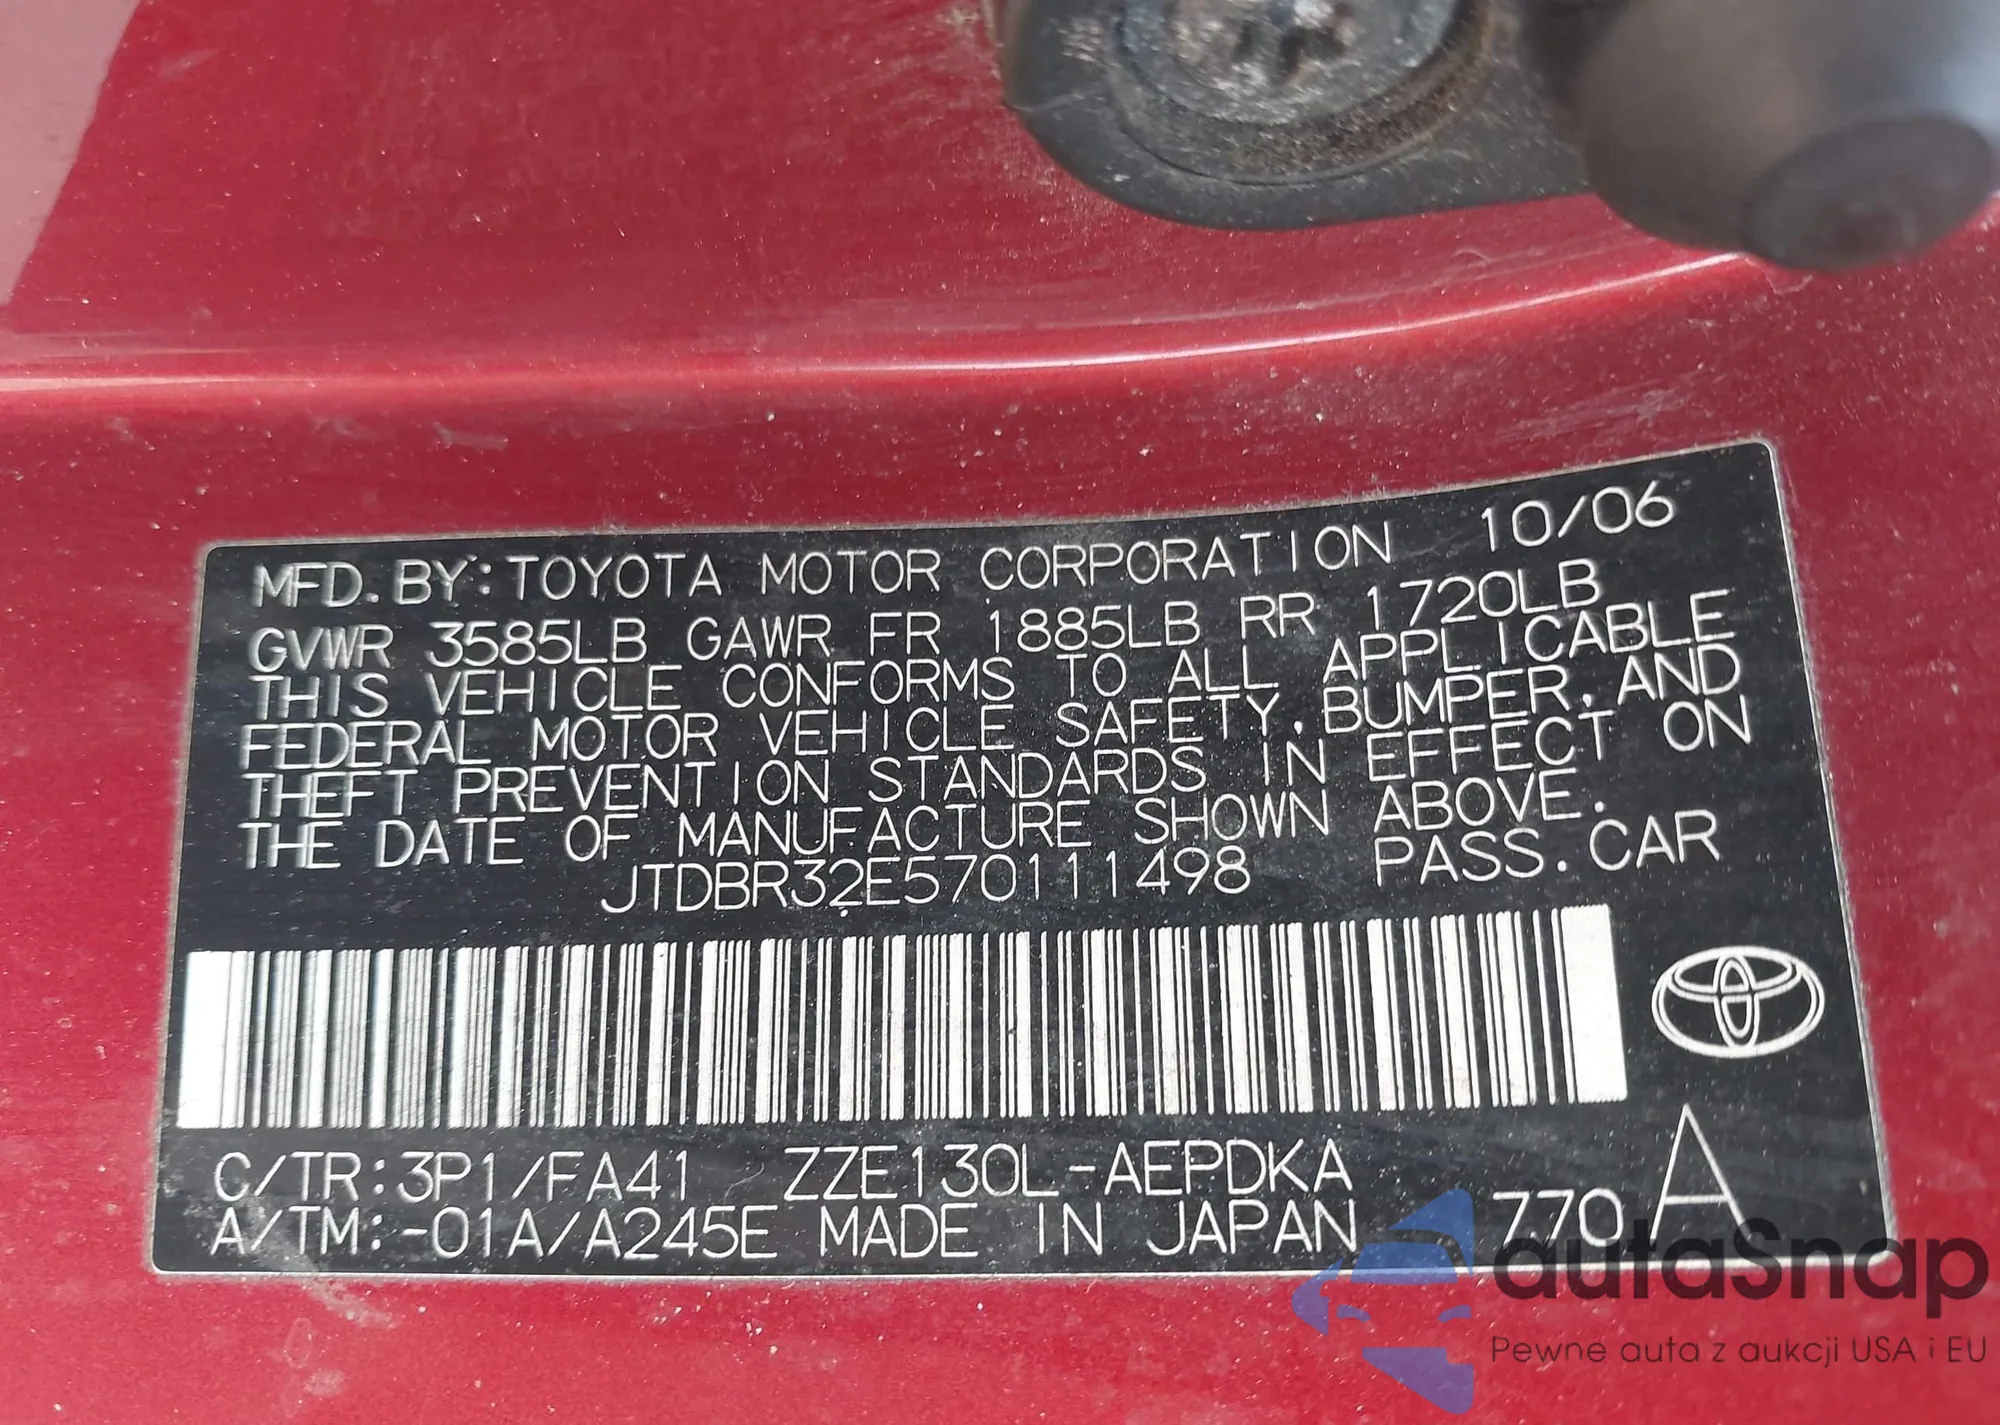 MFD. BY: TOYOTA MOTOR CORPORATION 10/06
GVWR 3585LB GAWR FR 1885LB RR 1720LB
THIS VEHICLE CONFORMS TO ALL APPLICABLE
FEDERAL MOTOR VEHICLE SAFETY, BUMPER, AND
THEFT PREVENTION STANDARDS IN EFFECT ON
THE DATE OF MANUFACTURE SHOWN ABOVE.
JTDBR32E570111498 PASS. CAR
C/TR: 3P1/FA41 ZZE130L-AEPDKA
A/TM: -01A/A245E MADE IN JAPAN 770 A
autaSnap
Pewne auta z aukcji USA i EU